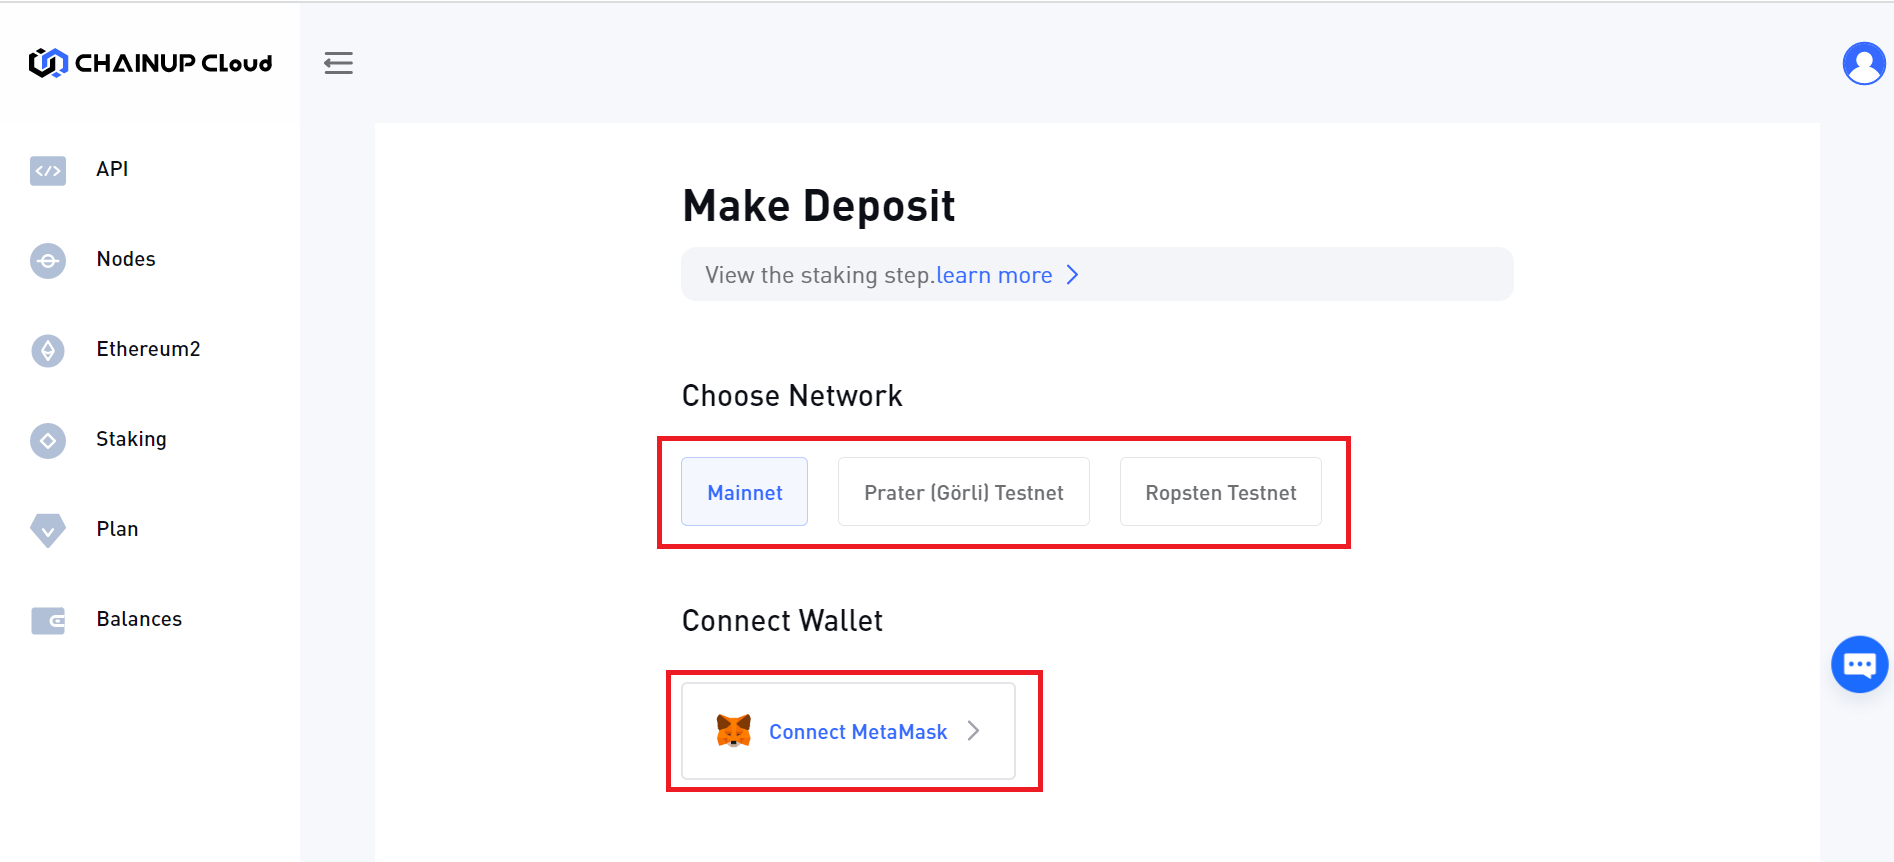 CHAINUP CLoud
API
Nodes
Ethereum2
Staking
Plan
Balances
Make Deposit
View the staking step.learn more
Choose Network
Mainnet
Prater (Görli) Testnet
Ropsten Testnet
Connect Wallet
Connect MetaMask